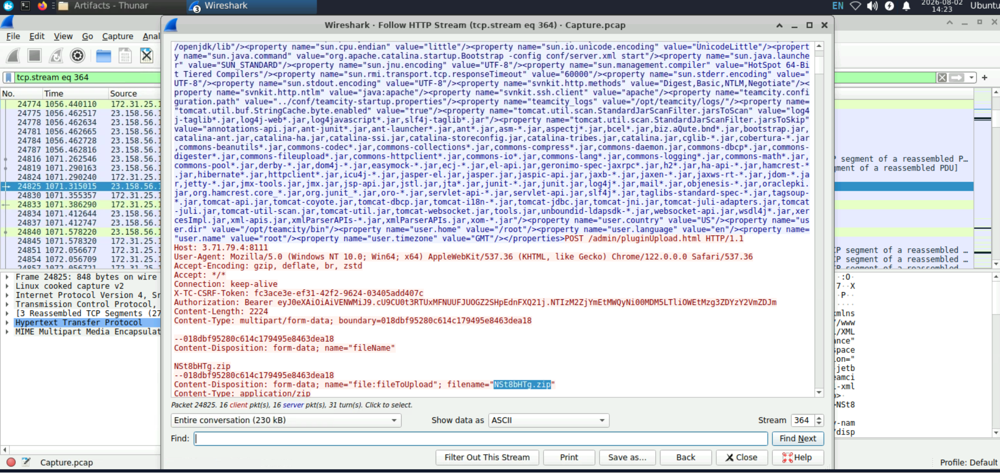 Artifacts - Thunar
3
Wireshark
EN
2026-08-02
14:23
Ubuntu
Wireshark · Follow HTTP Stream (tcp.stream eq 364) · Capture.pcap
File Edit View Go Capture Anal
tcp.stream eq 364
No. Time Source
24774 1056.440110 172.31.25.1
24775 1056.462517 23.158.56.1
24778 1056.462634 23.158.56.1
24781 1056.462665 23.158.56.1
24784 1056.462728 23.158.56.1
24787 1056.462816 23.158.56.1
24816 1071.262546 23.158.56.1
24819 1071.290163 23.158.56.1
24824 1071.290240 172.31.25.1
24825 1071.315015 23.158.56.1
24830 1071.355357 172.31.25.1
24833 1071.386290 172.31.25.1
24834 1071.412644 23.158.56.1
24837 1071.412747 23.158.56.1
24840 1071.578220 23.158.56.1
24845 1071.578320 172.31.25.1
24851 1072.056677 172.31.25.1
24854 1072.056709 172.31.25.1
24857 1072.056721 172.31.25.1
Frame 24825: 848 bytes on wire
Linux cooked capture v2
Internet Protocol Version 4, Sr
Transmission Control Protocol,
[3 Reassembled TCP Segments (27
Hypertext Transfer Protocol
MIME Multipart Media Encapsulat
/openjdk/lib"/><property name="sun.cpu.endian" value="little"/><property name="sun.io.unicode.encoding" value="UnicodeLittle"/><propert
y name="sun.java.command" value="org.apache.catalina.startup.Bootstrap -config conf/server.xml start"/><property name="sun.java.launche
r" value="SUN_STANDARD"/><property name="sun.jnu.encoding" value="UTF-8"/><property name="sun.management.compiler" value="HotSpot 64-Bi
t Tiered Compilers"/><property name="sun.rmi.transport.tcp.responseTimeout" value="60000"/><property name="sun.stderr.encoding" value="
UTF-8"/><property name="sun.stdout.encoding" value="UTF-8"/><property name="svnkit.http.methods" value="Digest,Basic,NTLM,Negotiate"/><
property name="svnkit.http.ntlm" value="java:apache"/><property name="svnkit.ssh.client" value="apache"/><property name="teamcity.confi
guration.path" value="../conf/teamcity-startup.properties"/><property name="teamcity_logs" value="/opt/teamcity/logs/"/><property name=
"tomcat.util.buf.StringCache.byte.enabled" value="true"/><property name="tomcat.util.scan.StandardJarScanFilter.jarsToScan" value="log4
j-taglib*.jar,log4j-web*.jar,log4javascript*.jar,slf4j-taglib*.jar"/><property name="tomcat.util.scan.StandardJarScanFilter.jarsToSkip"
value="annotations-api.jar,ant-junit*.jar,ant-launcher*.jar,ant*.jar,asm-*.jar,aspectj*.jar,bcel*.jar,biz.aQute.bnd*.jar,bootstrap.jar,
catalina-ant.jar,catalina-ha.jar,catalina-ssi.jar,catalina-storeconfig.jar,catalina-tribes.jar,catalina.jar,cglib-*.jar,cobertura-*.jar
,commons-beanutils*.jar,commons-codec*.jar,commons-collections*.jar,commons-compress*.jar,commons-daemon.jar,commons-dbcp*.jar,commons-
digester*.jar,commons-fileupload*.jar,commons-httpclient*.jar,commons-io*.jar,commons-lang*.jar,commons-logging*.jar,commons-math*.jar,
commons-pool*.jar,derby-*.jar,dom4j-*.jar,easymock-*.jar,ecj-*.jar,el-api.jar,geronimo-spec-jaxrpc*.jar,h2*.jar,ha-api-*.jar,hamcrest-*
.jar,hibernate*.jar,httpclient*.jar,icu4j-*.jar,jasper-el.jar,jasper.jar,jaspic-api.jar,jaxb-*.jar,jaxen-*.jar,jaxws-rt-*.jar,jdom-*.ja
r,jetty-*.jar,jmx-tools.jar,jmx.jar,jsp-api.jar,jstl.jar,jta*.jar,junit-*.jar,junit.jar,log4j*.jar,mail*.jar,objenesis-*.jar,oraclepki.
jar,org.hamcrest.core_*.jar,org.junit_*.jar,oro-*.jar,servlet-api-*.jar,servlet-api.jar,slf4j*.jar,taglibs-standard-spec-*.jar,tagsoup-
*.jar,tomcat-api.jar,tomcat-coyote.jar,tomcat-dbcp.jar,tomcat-i18n-*.jar,tomcat-jdbc.jar,tomcat-jni.jar,tomcat-juli-adapters.jar,tomcat
-juli.jar,tomcat-util-scan.jar,tomcat-util.jar,tomcat-websocket.jar,tools.jar,unboundid-ldapsdk-*.jar,websocket-api.jar,wsdl4j*.jar,xer
cesImpl.jar,xml-apis.jar,xmlParserAPIs-*.jar,xmlParserAPIs.jar,xom-*.jar"/><property name="user.country" value="US"/><property name="us
er.dir" value="/opt/teamcity/bin"/><property name="user.home" value="/root"/><property name="user.language" value="en"/><property name=
"user.name" value="root"/><property name="user.timezone" value="GMT"/></properties>POST /admin/pluginUpload.html HTTP/1.1
Host: 3.71.79.4:8111
User-Agent: Mozilla/5.0 (Windows NT 10.0; Win64; x64) AppleWebKit/537.36 (KHTML, like Gecko) Chrome/122.0.0.0 Safari/537.36
Accept-Encoding: gzip, deflate, br, zstd
Accept: */*
Connection: keep-alive
X-TC-CSRF-Token: fc3ace3e-ef31-42f2-9624-03405add407c
Authorization: Bearer eyJ0eXAiOiAiVENWMiJ9.cU9CU0t3RTUxMFNUUFJUOGZ2SHpEdnFXQ21j.NTIzM2ZjYmEtMWQyNi00MDM5LTliOWEtMzg3ZDYzY2VmZDJm
Content-Length: 2224
Content-Type: multipart/form-data; boundary=018dbf95280c614c179495e8463dea18
--018dbf95280c614c179495e8463dea18
Content-Disposition: form-data; name="fileName"
NSt8bHTg.zip
--018dbf95280c614c179495e8463dea18
Content-Disposition: form-data; name="file:fileToUpload"; filename="NSt8bHTg.zip"
Content-Type: application/zip
Packet 24825. 16 client pkt(s), 16 server pkt(s), 31 turn(s). Click to select.
Entire conversation (230 kB)
Show data as ASCII
Stream 364
Find:
Find Next
Filter Out This Stream
Print
Save as...
Back
Close
Help
P segment of a reassembled P…
gment of a reassembled PDU]
CP segment of a reassembled …
CP segment of a reassembled …
CP segment of a reassembled
·:O·
7··X
·P··
····
xmlns
//www
/XML
ance"
space
on="
jetb
eamci
-xml
p>·
>NSt8
y-nam
/disp
Capture.pcap
Profile: Default